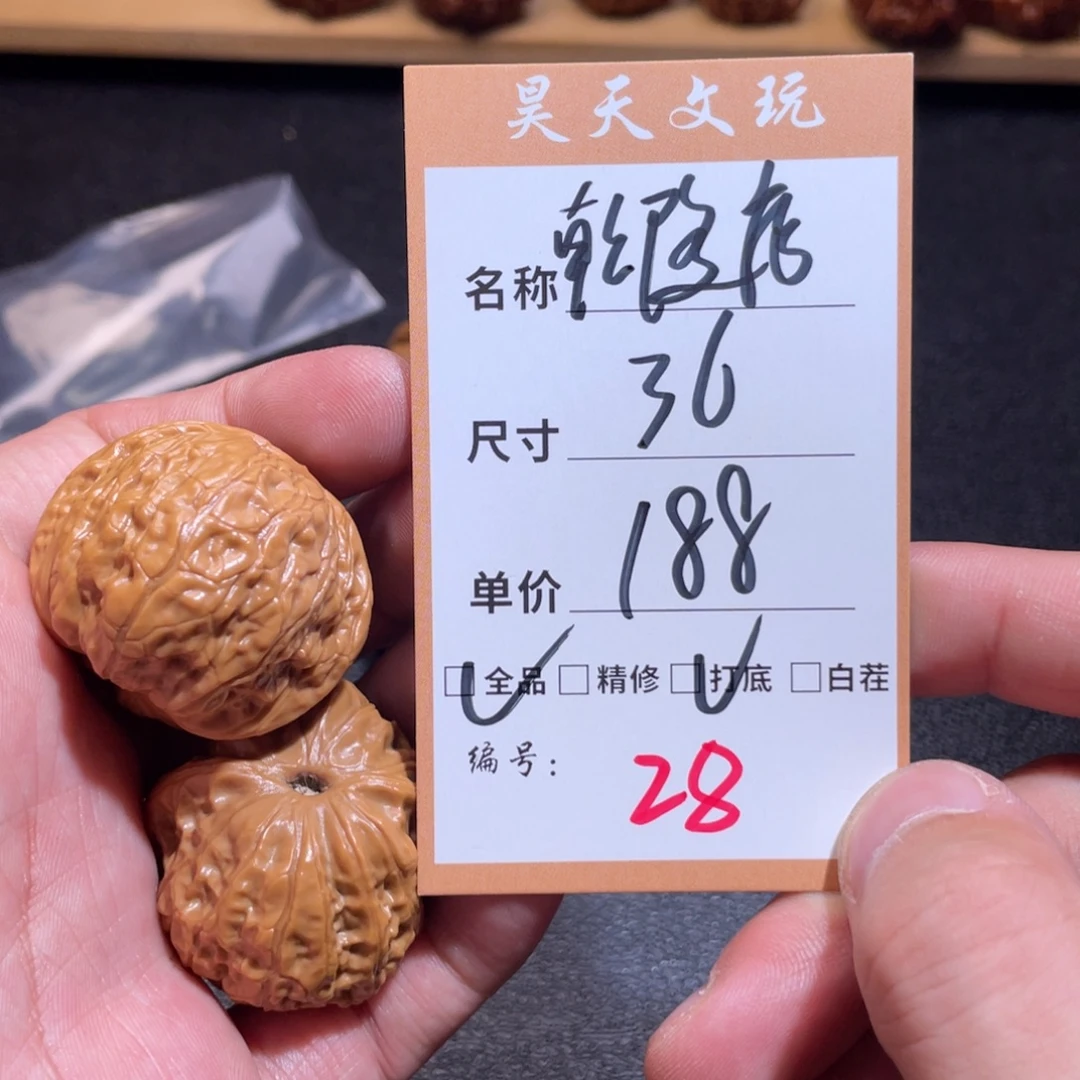 昊天文玩
名称 乾隆存
尺寸 36
单价 188
□全品 □精修 □打底 □白茬
编号: 28